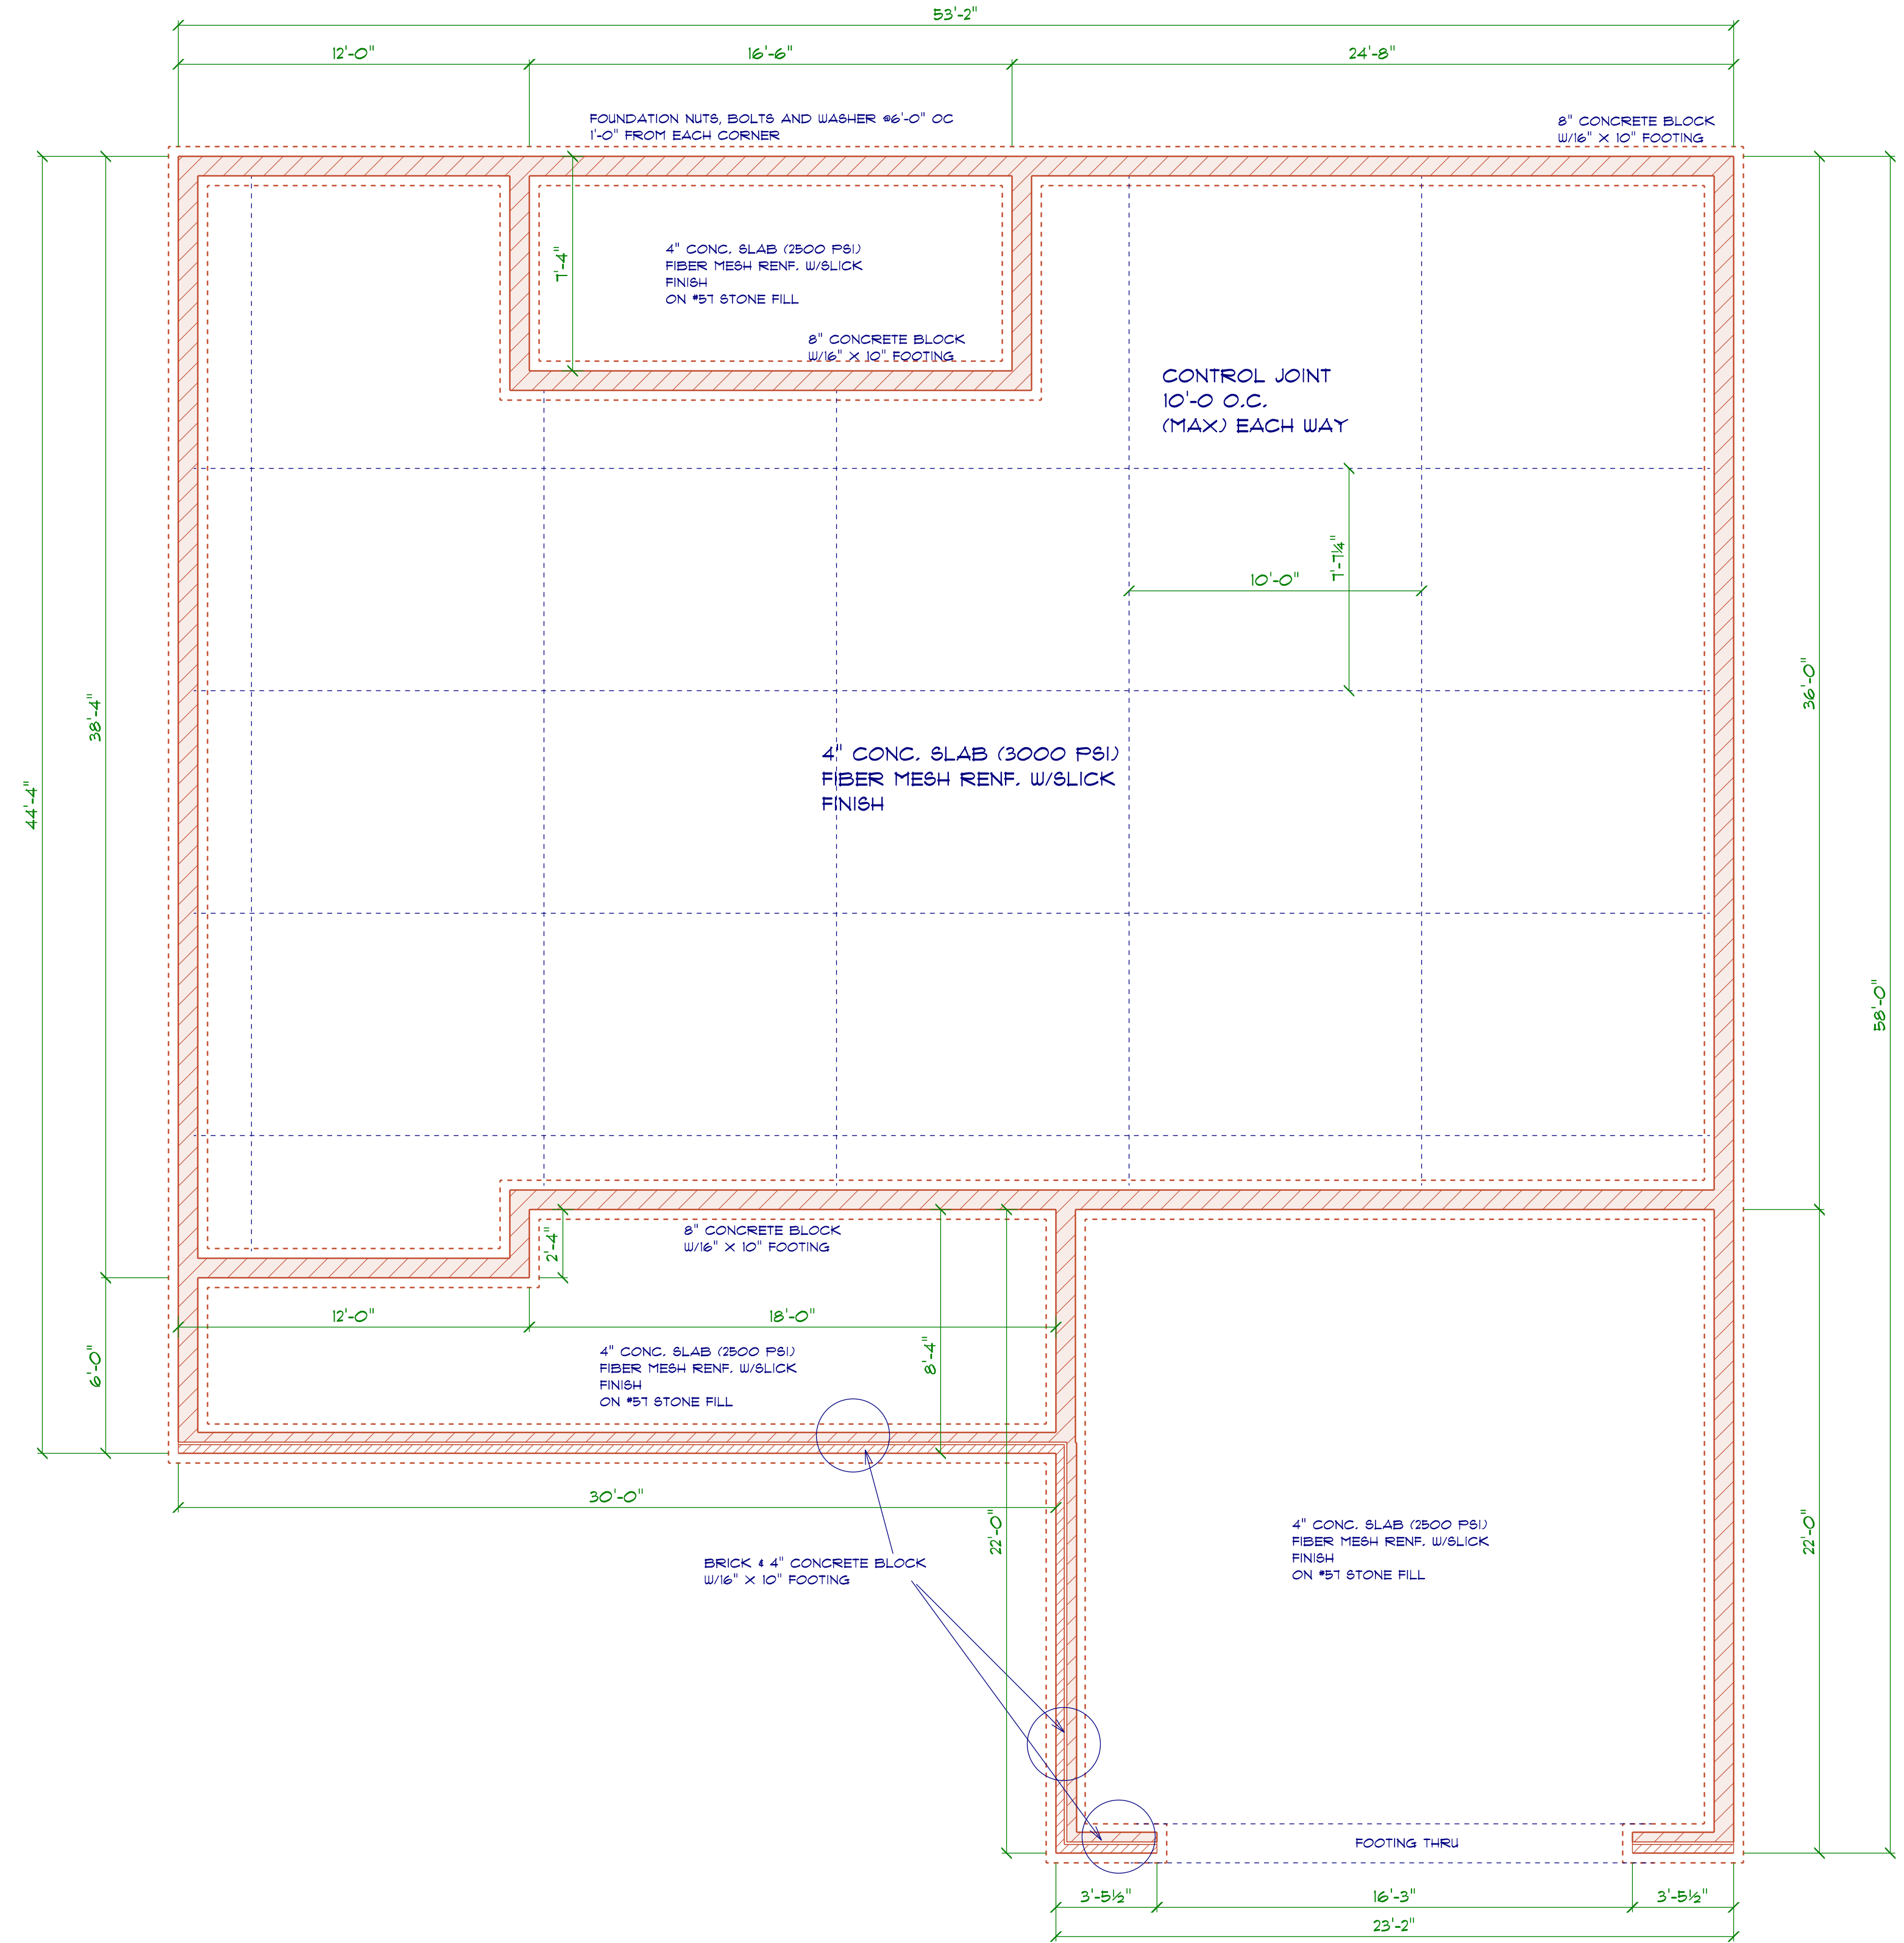 53'-2"
12'-0"
16'-6"
24'-8"
FOUNDATION NUTS, BOLTS AND WASHER @6'-0" OC
1'-0" FROM EACH CORNER
8" CONCRETE BLOCK
W/16" X 10" FOOTING
7'-4"
4" CONC. SLAB (2500 PSI)
FIBER MESH RENF. W/SLICK
FINISH
ON #57 STONE FILL
8" CONCRETE BLOCK
W/16" X 10" FOOTING
CONTROL JOINT
10'-0 O.C.
(MAX) EACH WAY
7'-7¼"
10'-0"
38'-4"
36'-0"
44'-4"
4" CONC. SLAB (3000 PSI)
FIBER MESH RENF. W/SLICK
FINISH
58'-0"
8" CONCRETE BLOCK
W/16" X 10" FOOTING
2'-4"
12'-0"
18'-0"
8'-4"
6'-0"
4" CONC. SLAB (2500 PSI)
FIBER MESH RENF. W/SLICK
FINISH
ON #57 STONE FILL
30'-0"
22'-0"
22'-0"
4" CONC. SLAB (2500 PSI)
FIBER MESH RENF. W/SLICK
FINISH
ON #57 STONE FILL
BRICK & 4" CONCRETE BLOCK
W/16" X 10" FOOTING
FOOTING THRU
3'-5½"
16'-3"
3'-5½"
23'-2"